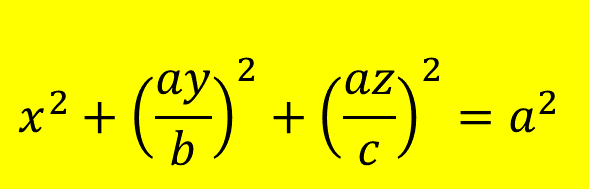 x² + (ay/b)² + (az/c)² = a²